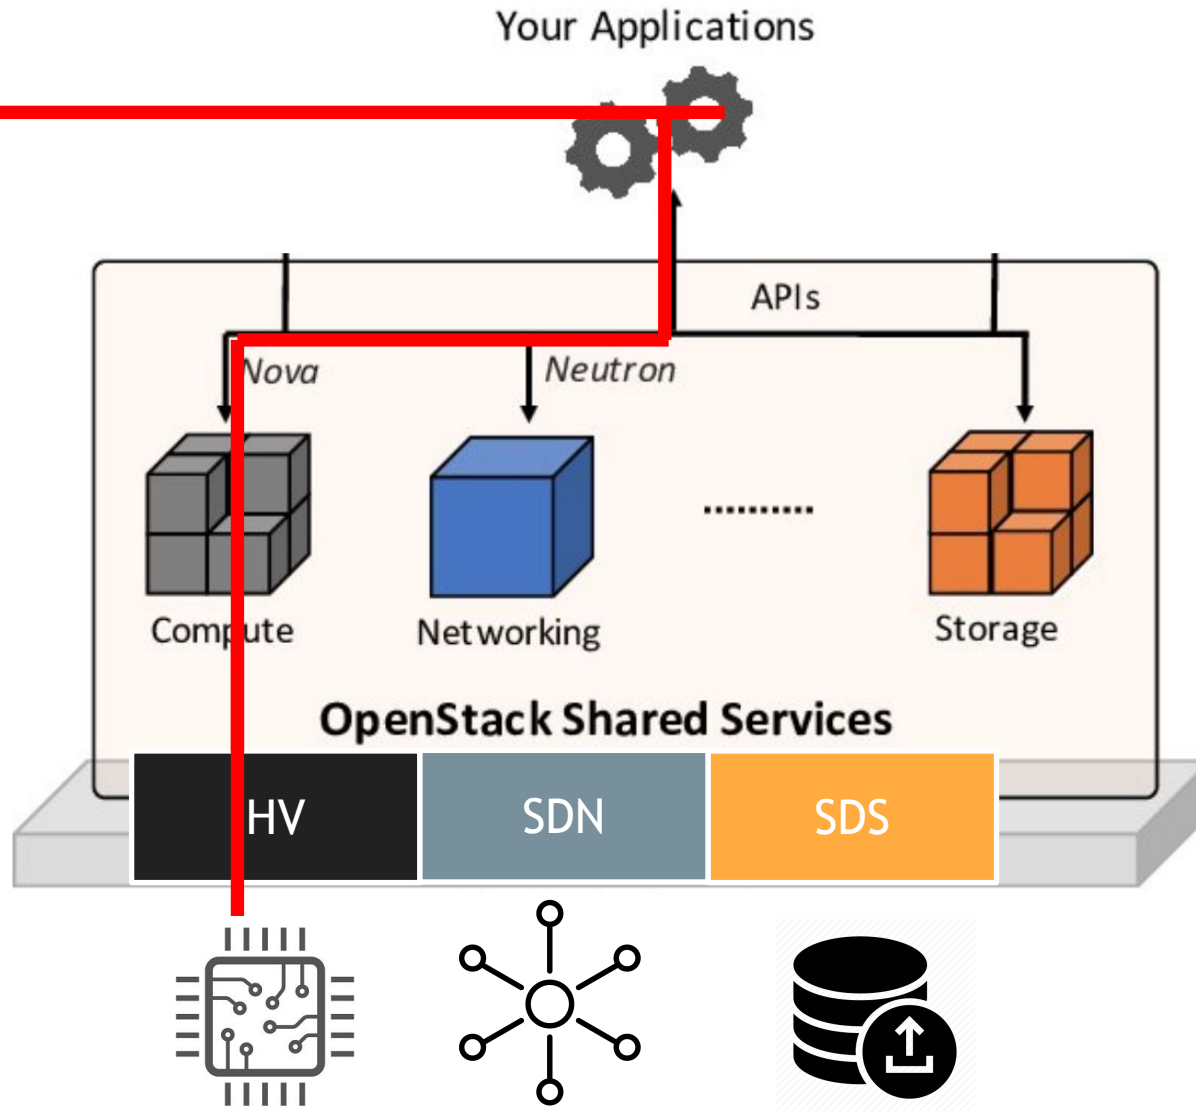 Your Applications
APIs
Nova
Neutron
Compute
Networking
..........
Storage
OpenStack Shared Services
HV
SDN
SDS